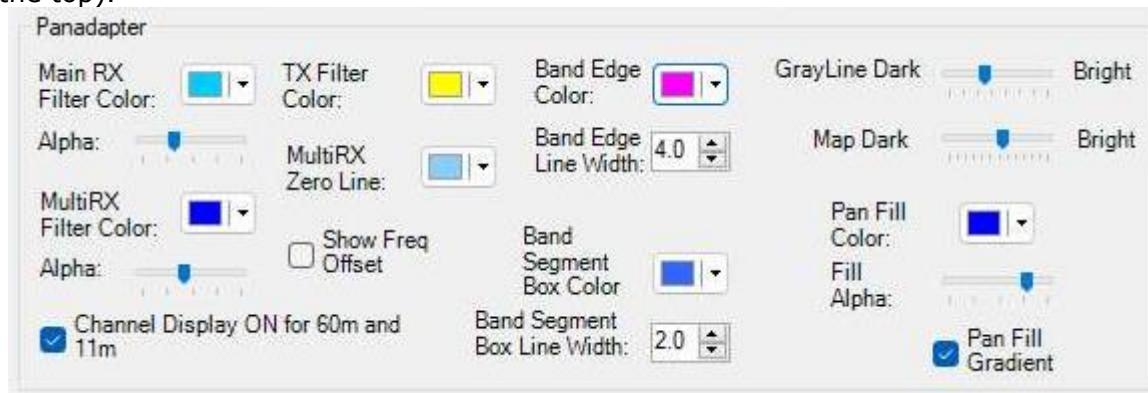 the top).
Panadapter
Main RX
Filter Color:
TX Filter
Color:
Band Edge
Color:
GrayLine Dark
Bright
Alpha:
MultiRX
Zero Line:
Band Edge
Line Width:
4.0
Map Dark
Bright
MultiRX
Filter Color:
Show Freq
Offset
Band
Segment
Box Color
Pan Fill
Color:
Alpha:
Fill
Alpha:
Channel Display ON for 60m and
11m
Band Segment
Box Line Width:
2.0
Pan Fill
Gradient